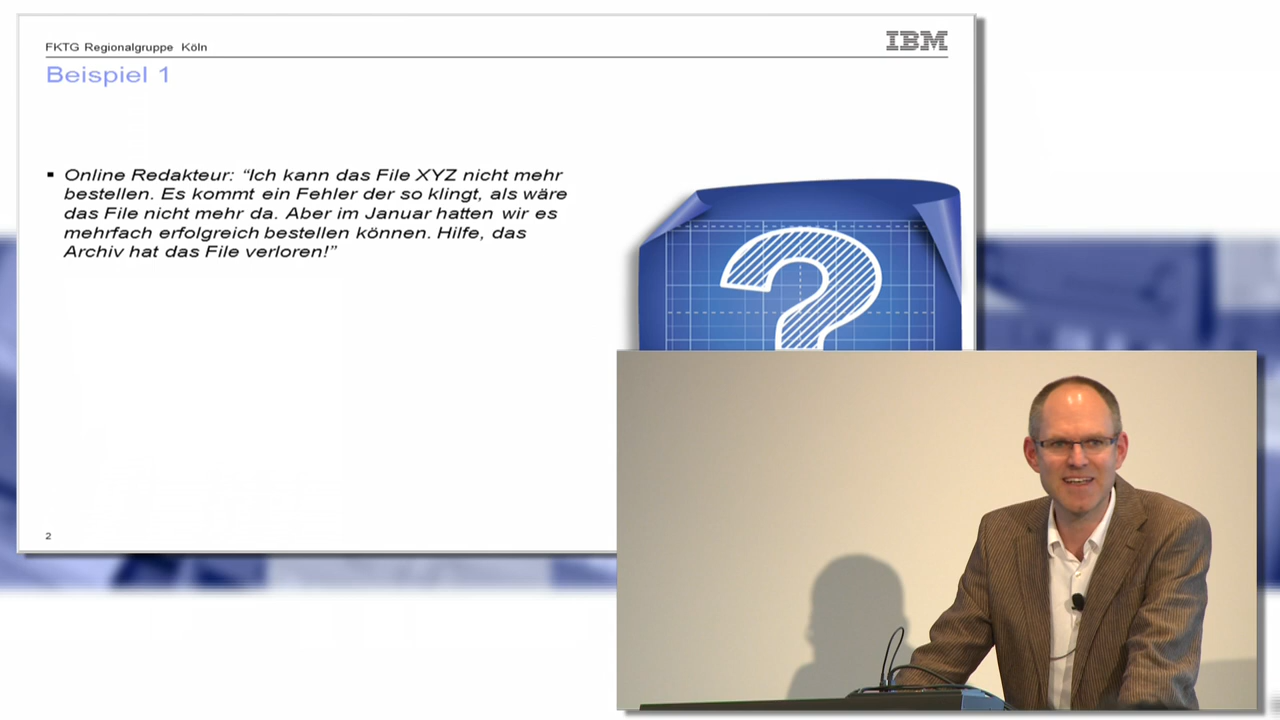 FKTG Regionalgruppe Köln
IBM
Beispiel 1
▪ Online Redakteur: “Ich kann das File XYZ nicht mehr
bestellen. Es kommt ein Fehler der so klingt, als wäre
das File nicht mehr da. Aber im Januar hatten wir es
mehrfach erfolgreich bestellen können. Hilfe, das
Archiv hat das File verloren!”
?
2